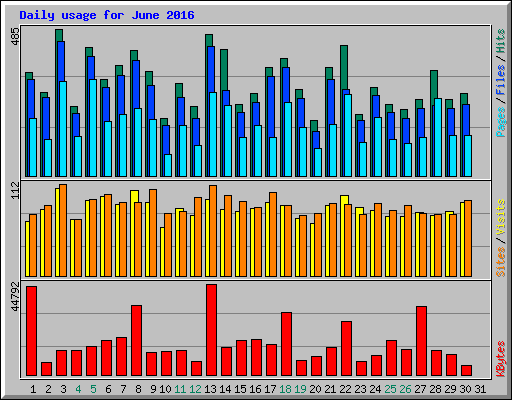 Daily usage for June 2016
485
Pages / Files / Hits
112
Sites / Visits
44792
KBytes
1 2 3 4 5 6 7 8 9 10 11 12 13 14 15 16 17 18 19 20 21 22 23 24 25 26 27 28 29 30 31